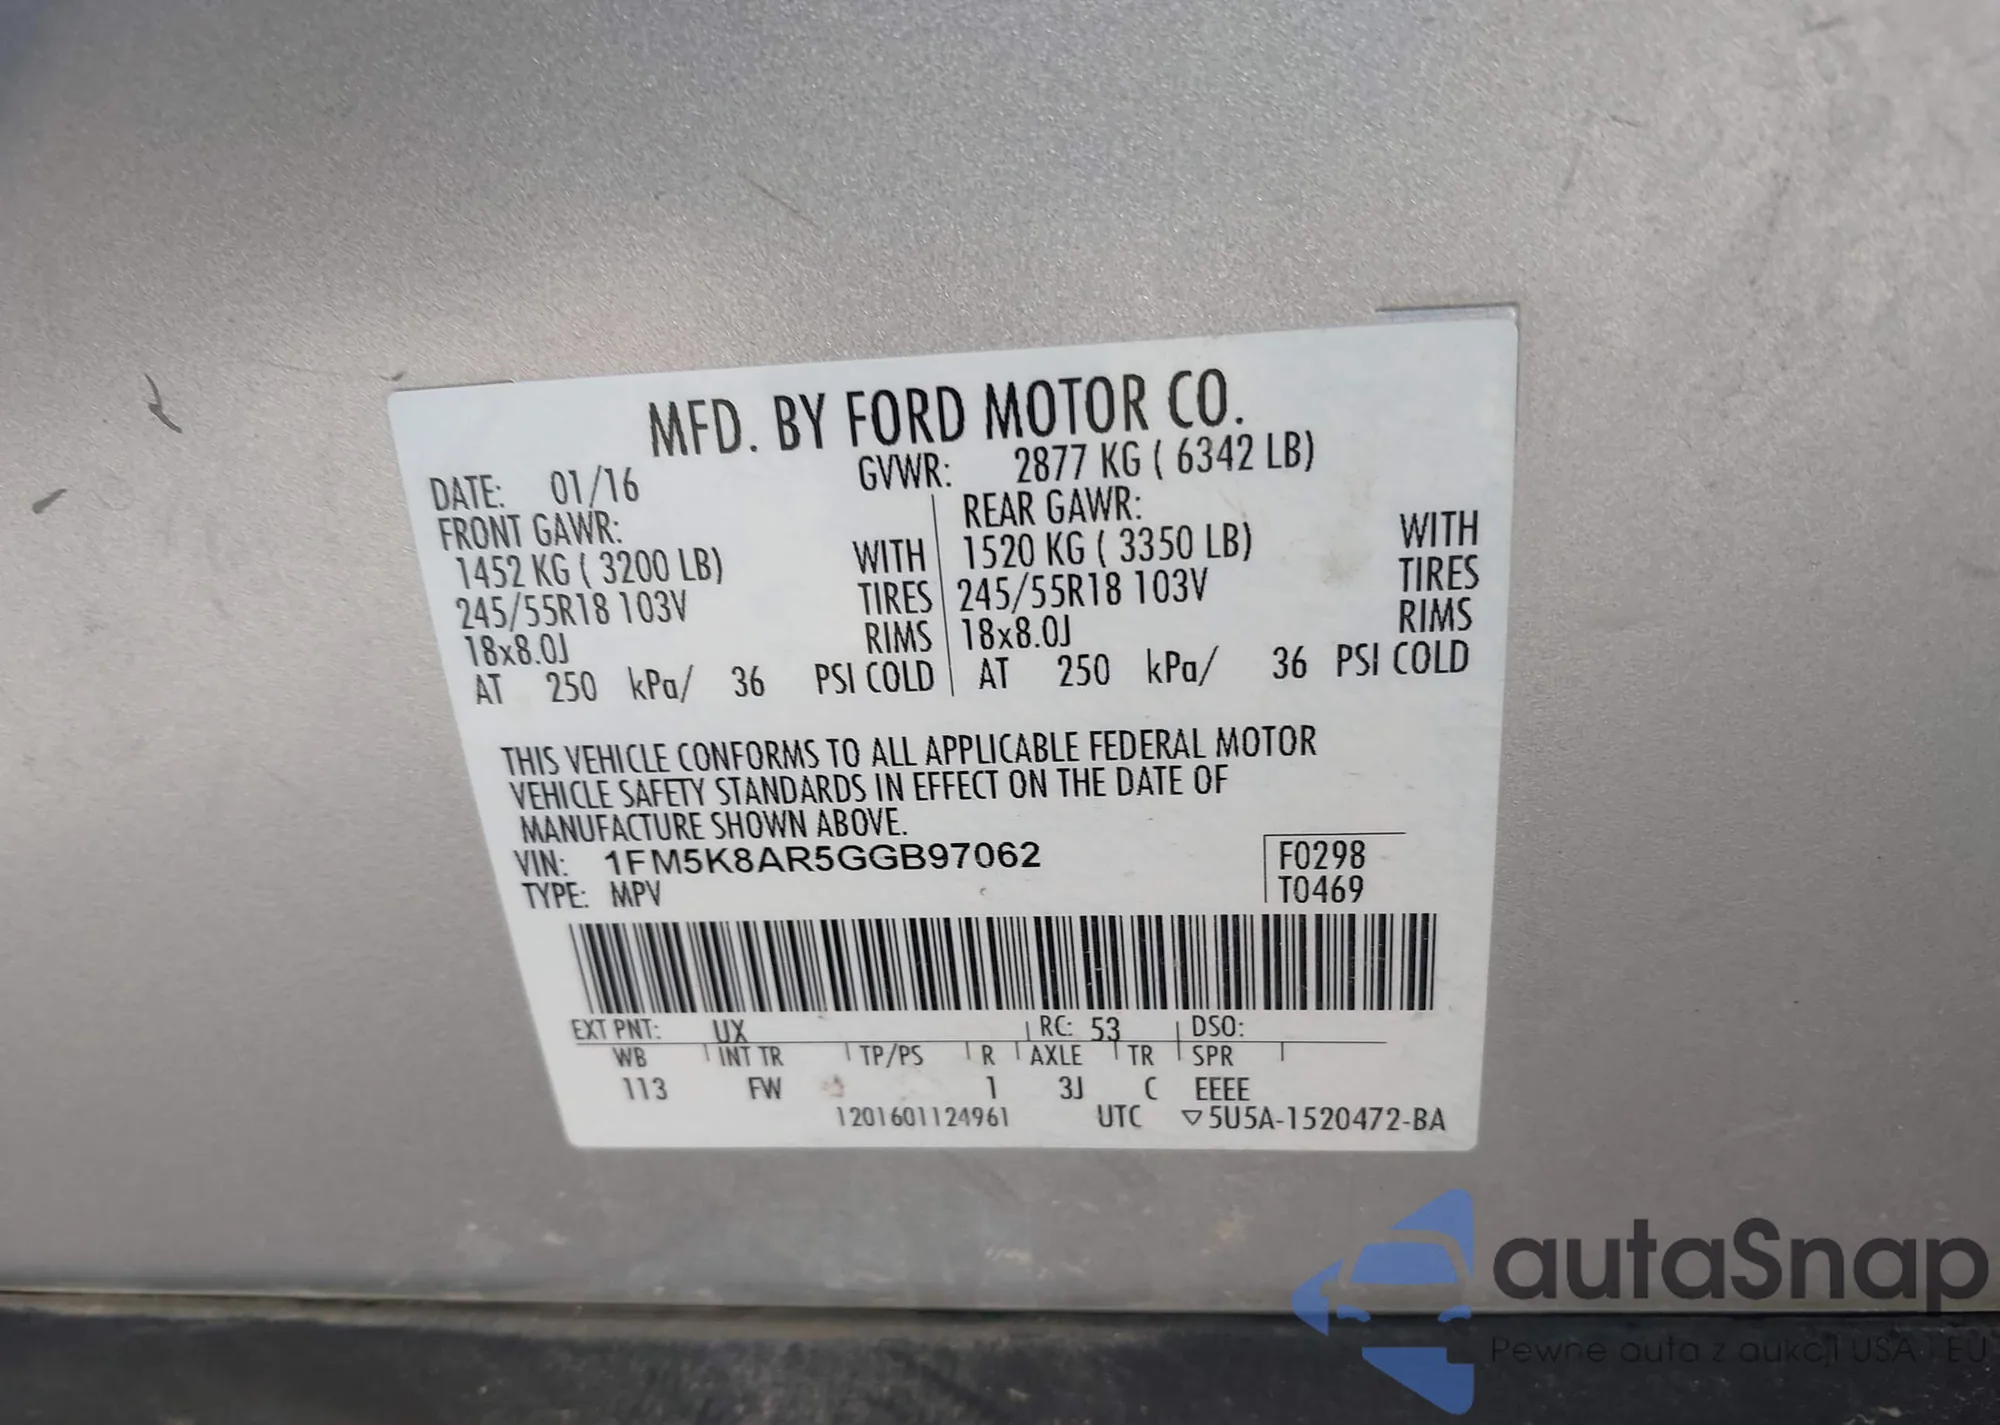 MFD. BY FORD MOTOR CO.
DATE: 01/16 GVWR: 2877 KG ( 6342 LB)
FRONT GAWR: REAR GAWR:
1452 KG ( 3200 LB) WITH 1520 KG ( 3350 LB) WITH
245/55R18 103V TIRES 245/55R18 103V TIRES
18x8.0J RIMS 18x8.0J RIMS
AT 250 kPa/ 36 PSI COLD AT 250 kPa/ 36 PSI COLD
THIS VEHICLE CONFORMS TO ALL APPLICABLE FEDERAL MOTOR
VEHICLE SAFETY STANDARDS IN EFFECT ON THE DATE OF
MANUFACTURE SHOWN ABOVE.
VIN: 1FM5K8AR5GGB97062 F0298
TYPE: MPV T0469
EXT PNT: UX RC: 53 DSO:
WB INT TR TP/PS R AXLE TR SPR
113 FW 1 3J C EEEE
1201601124961 UTC ▽5U5A-1520472-BA
autaSnap
Pewne auta z aukcji USA i EU